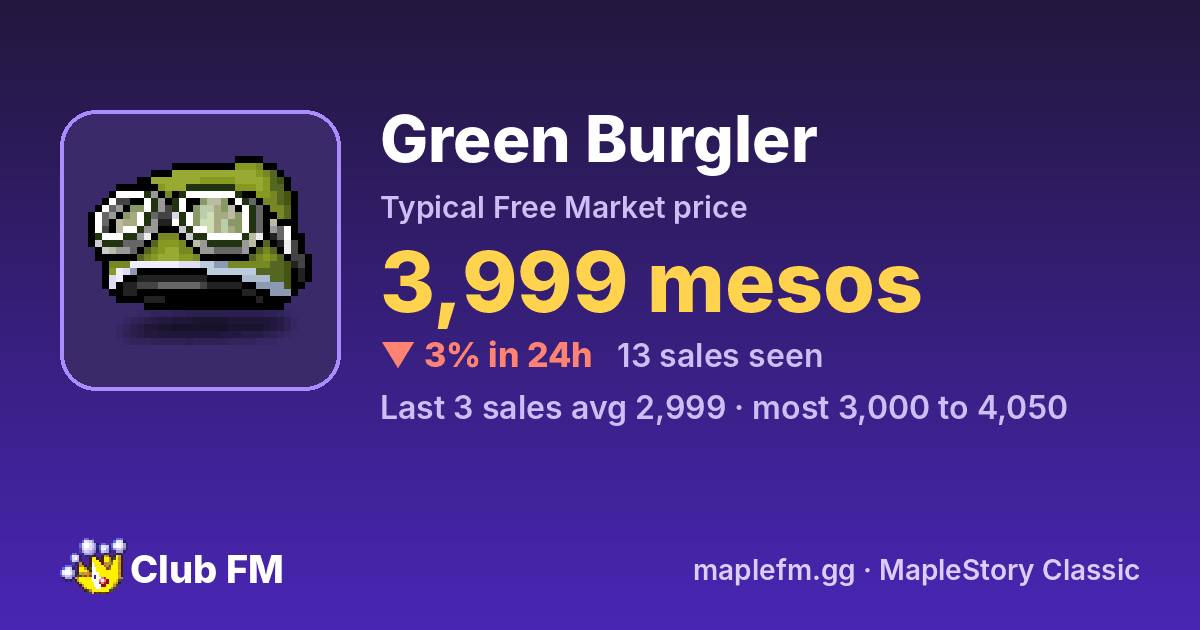 Green Burgler
Typical Free Market price
3,999 mesos
▼ 3% in 24h 13 sales seen
Last 3 sales avg 2,999 · most 3,000 to 4,050
Club FM
maplefm.gg · MapleStory Classic